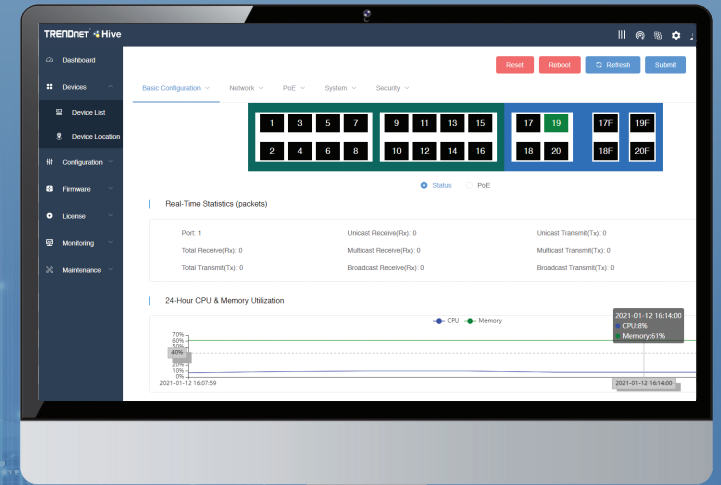 TRENDnet Hive
Dashboard
Devices
Device List
Device Location
Configuration
Firmware
License
Monitoring
Maintenance
Reset Reboot Refresh Submit
Basic Configuration Network PoE System Security
1 3 5 7 9 11 13 15 17 19 17F 19F
2 4 6 8 10 12 14 16 18 20 18F 20F
Status PoE
Real-Time Statistics (packets)
Port: 1 Unicast Receive(Rx): 0 Unicast Transmit(Tx): 0
Total Receive(Rx): 0 Multicast Receive(Rx): 0 Multicast Transmit(Tx): 0
Total Transmit(Tx): 0 Broadcast Receive(Rx): 0 Broadcast Transmit(Tx): 0
24-Hour CPU & Memory Utilization
CPU Memory
2021-01-12 16:14:00
CPU:8%
Memory:61%
70%
60%
50%
40%
20%
10%
0%
2021-01-12 16:07:59 2021-01-12 16:14:00